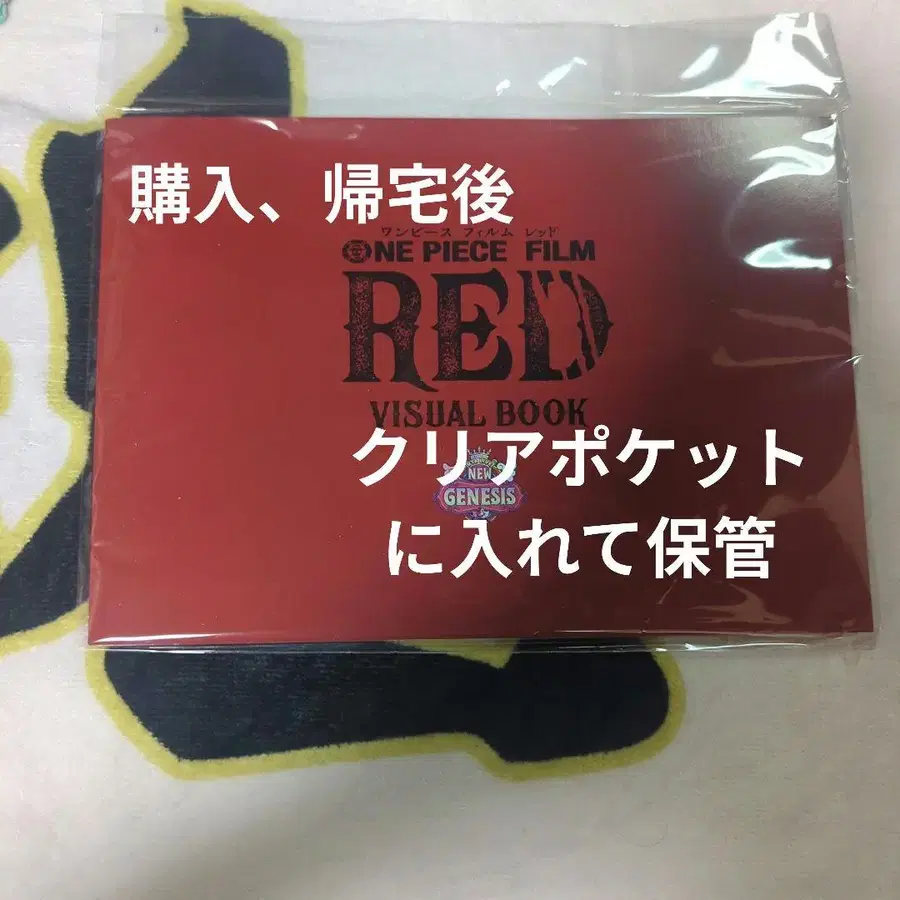 購入、帰宅後
ワンピース フィルム レッド
ONE PIECE FILM
RED
VISUAL BOOK
クリアポケット
NEW
GENESIS
に入れて保管